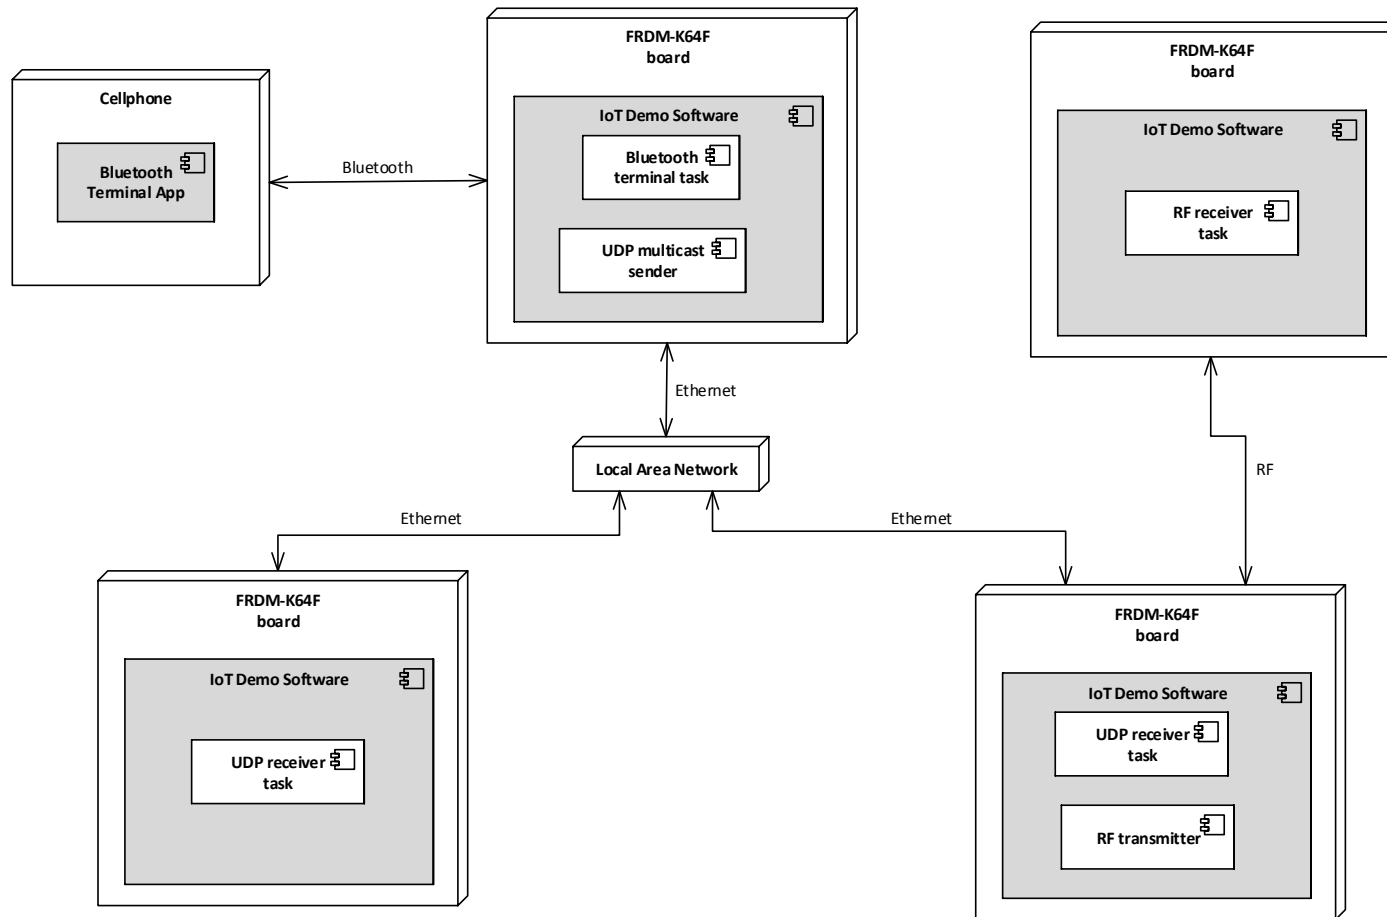 Cellphone
Bluetooth
Terminal App
Bluetooth
FRDM-K64F
board
IoT Demo Software
Bluetooth
terminal task
UDP multicast
sender
FRDM-K64F
board
IoT Demo Software
RF receiver
task
Ethernet
Local Area Network
RF
Ethernet
Ethernet
FRDM-K64F
board
IoT Demo Software
UDP receiver
task
FRDM-K64F
board
IoT Demo Software
UDP receiver
task
RF transmitter